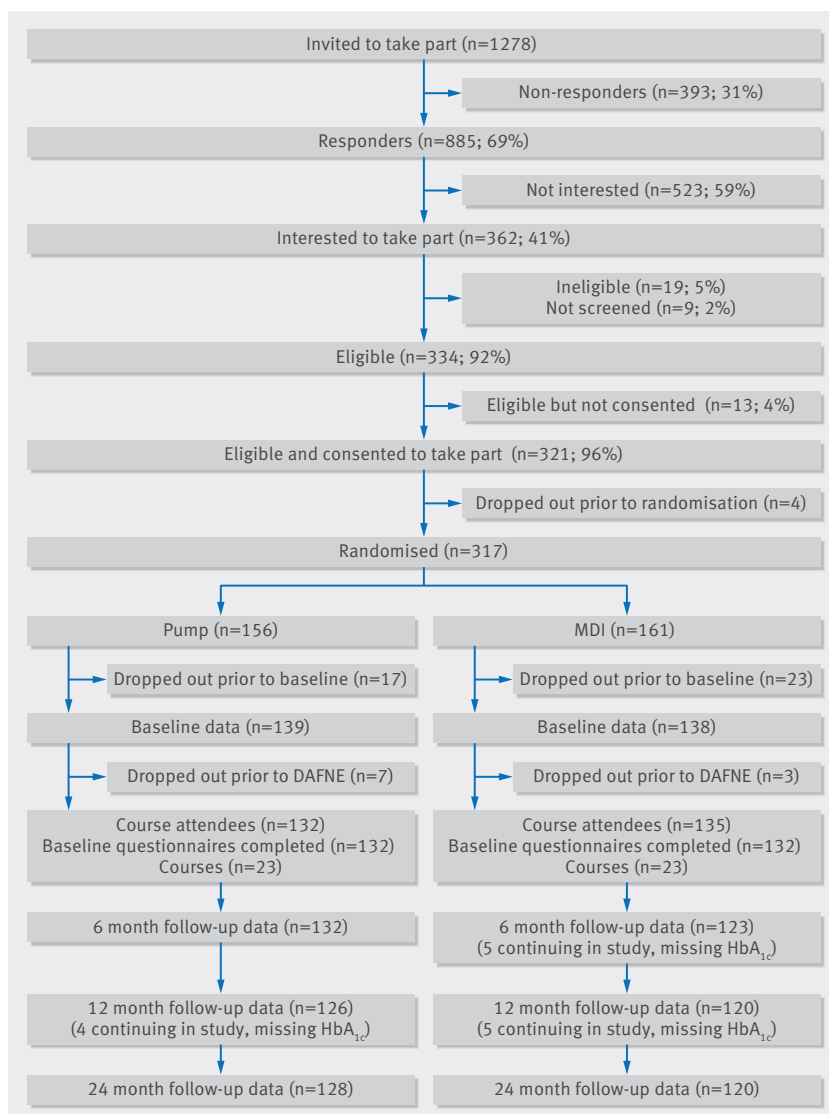 Invited to take part (n=1278)
Non-responders (n=393; 31%)
Responders (n=885; 69%)
Not interested (n=523; 59%)
Interested to take part (n=362; 41%)
Ineligible (n=19; 5%)
Not screened (n=9; 2%)
Eligible (n=334; 92%)
Eligible but not consented (n=13; 4%)
Eligible and consented to take part (n=321; 96%)
Dropped out prior to randomisation (n=4)
Randomised (n=317)
Pump (n=156)
Dropped out prior to baseline (n=17)
Baseline data (n=139)
Dropped out prior to DAFNE (n=7)
Course attendees (n=132)
Baseline questionnaires completed (n=132)
Courses (n=23)
6 month follow-up data (n=132)
12 month follow-up data (n=126)
(4 continuing in study, missing HbA1c)
24 month follow-up data (n=128)
MDI (n=161)
Dropped out prior to baseline (n=23)
Baseline data (n=138)
Dropped out prior to DAFNE (n=3)
Course attendees (n=135)
Baseline questionnaires completed (n=132)
Courses (n=23)
6 month follow-up data (n=123)
(5 continuing in study, missing HbA1c)
12 month follow-up data (n=120)
(5 continuing in study, missing HbA1c)
24 month follow-up data (n=120)